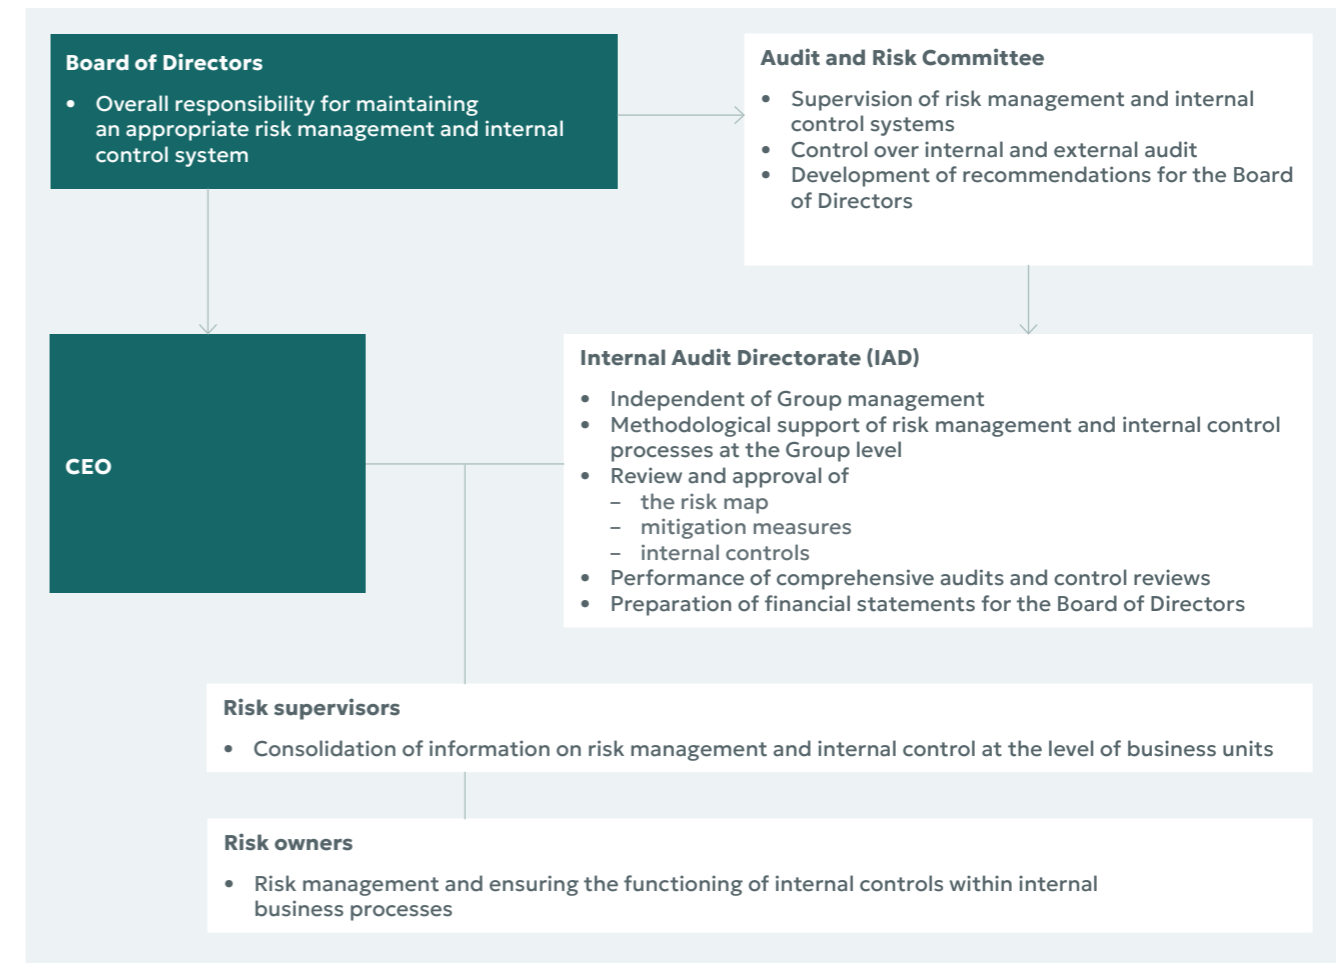 Board of Directors
• Overall responsibility for maintaining
an appropriate risk management and internal
control system
Audit and Risk Committee
• Supervision of risk management and internal
control systems
• Control over internal and external audit
• Development of recommendations for the Board
of Directors
CEO
Internal Audit Directorate (IAD)
• Independent of Group management
• Methodological support of risk management and internal control
processes at the Group level
• Review and approval of
– the risk map
– mitigation measures
– internal controls
• Performance of comprehensive audits and control reviews
• Preparation of financial statements for the Board of Directors
Risk supervisors
• Consolidation of information on risk management and internal control at the level of business units
Risk owners
• Risk management and ensuring the functioning of internal controls within internal
business processes